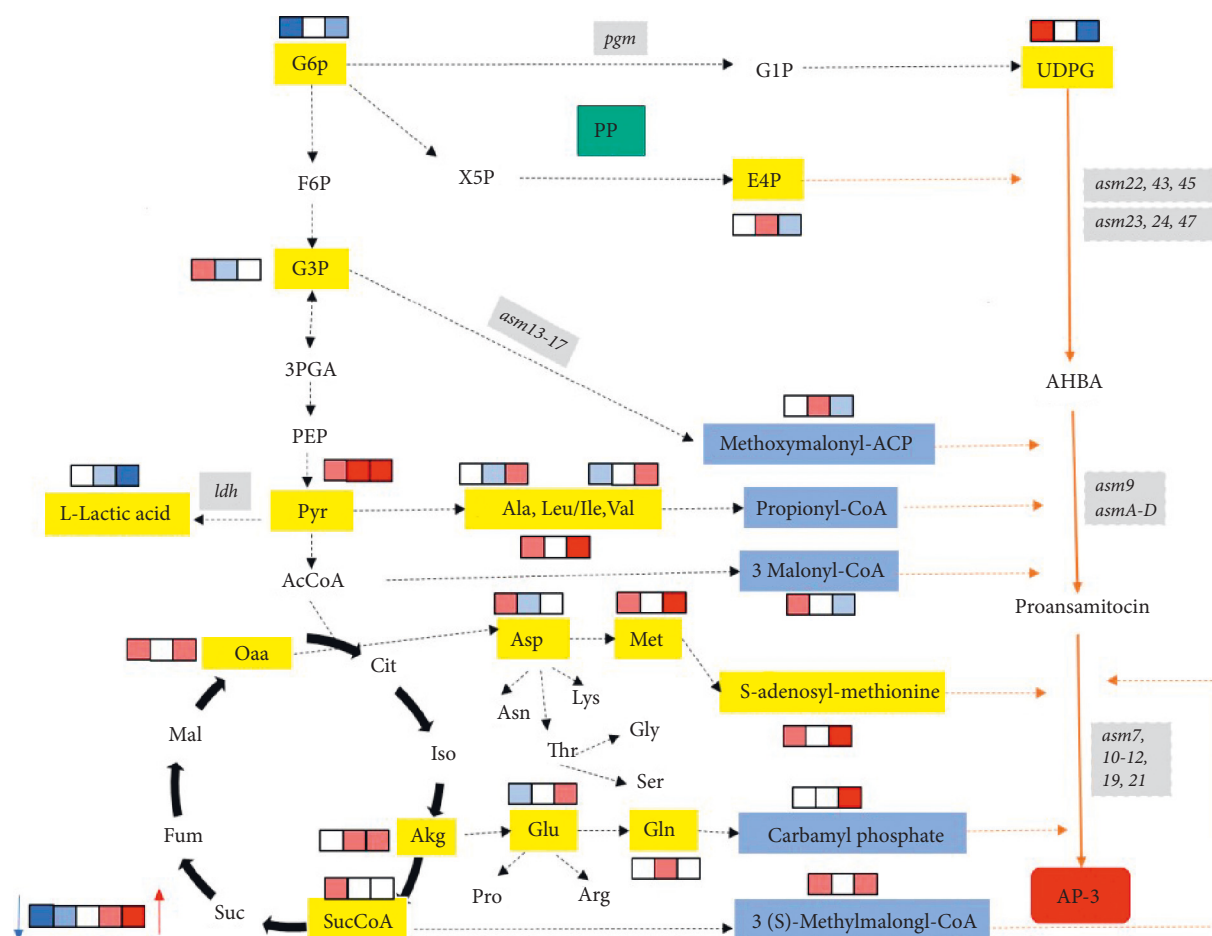 pgm
G6p
G1P
UDPG
PP
X5P
E4P
F6P
asm22, 43, 45
asm23, 24, 47
G3P
asm13-17
3PGA
AHBA
PEP
Methoxymalonyl-ACP
ldh
L-Lactic acid
Pyr
Ala, Leu/Ile,Val
Propionyl-CoA
asm9
asmA-D
AcCoA
3 Malonyl-CoA
Proansamitocin
Oaa
Cit
Asp
Met
S-adenosyl-methionine
Asn
Lys
Mal
Iso
Thr
Gly
Ser
asm7,
10-12,
19, 21
Fum
Akg
Glu
Gln
Carbamyl phosphate
Pro
Arg
Suc
SucCoA
3 (S)-Methylmalongl-CoA
AP-3